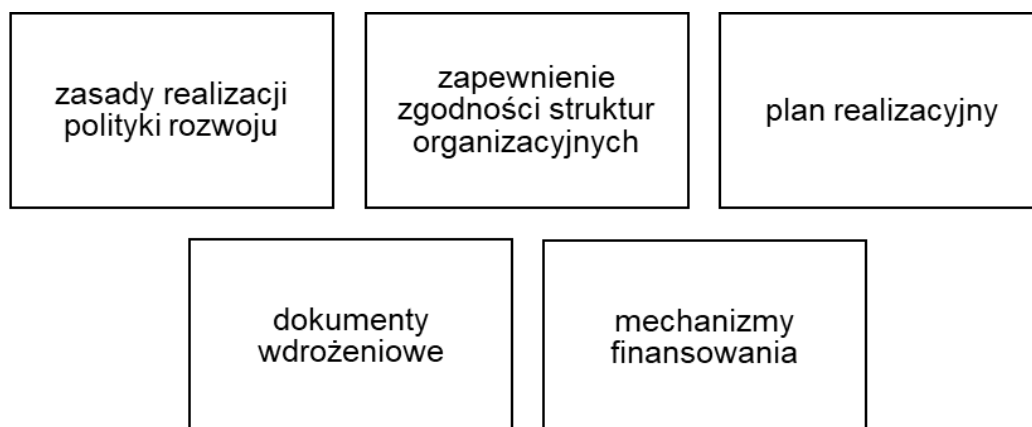 zasady realizacji
polityki rozwoju
zapewnienie
zgodności struktur
organizacyjnych
plan realizacyjny
dokumenty
wdrożeniowe
mechanizmy
finansowania